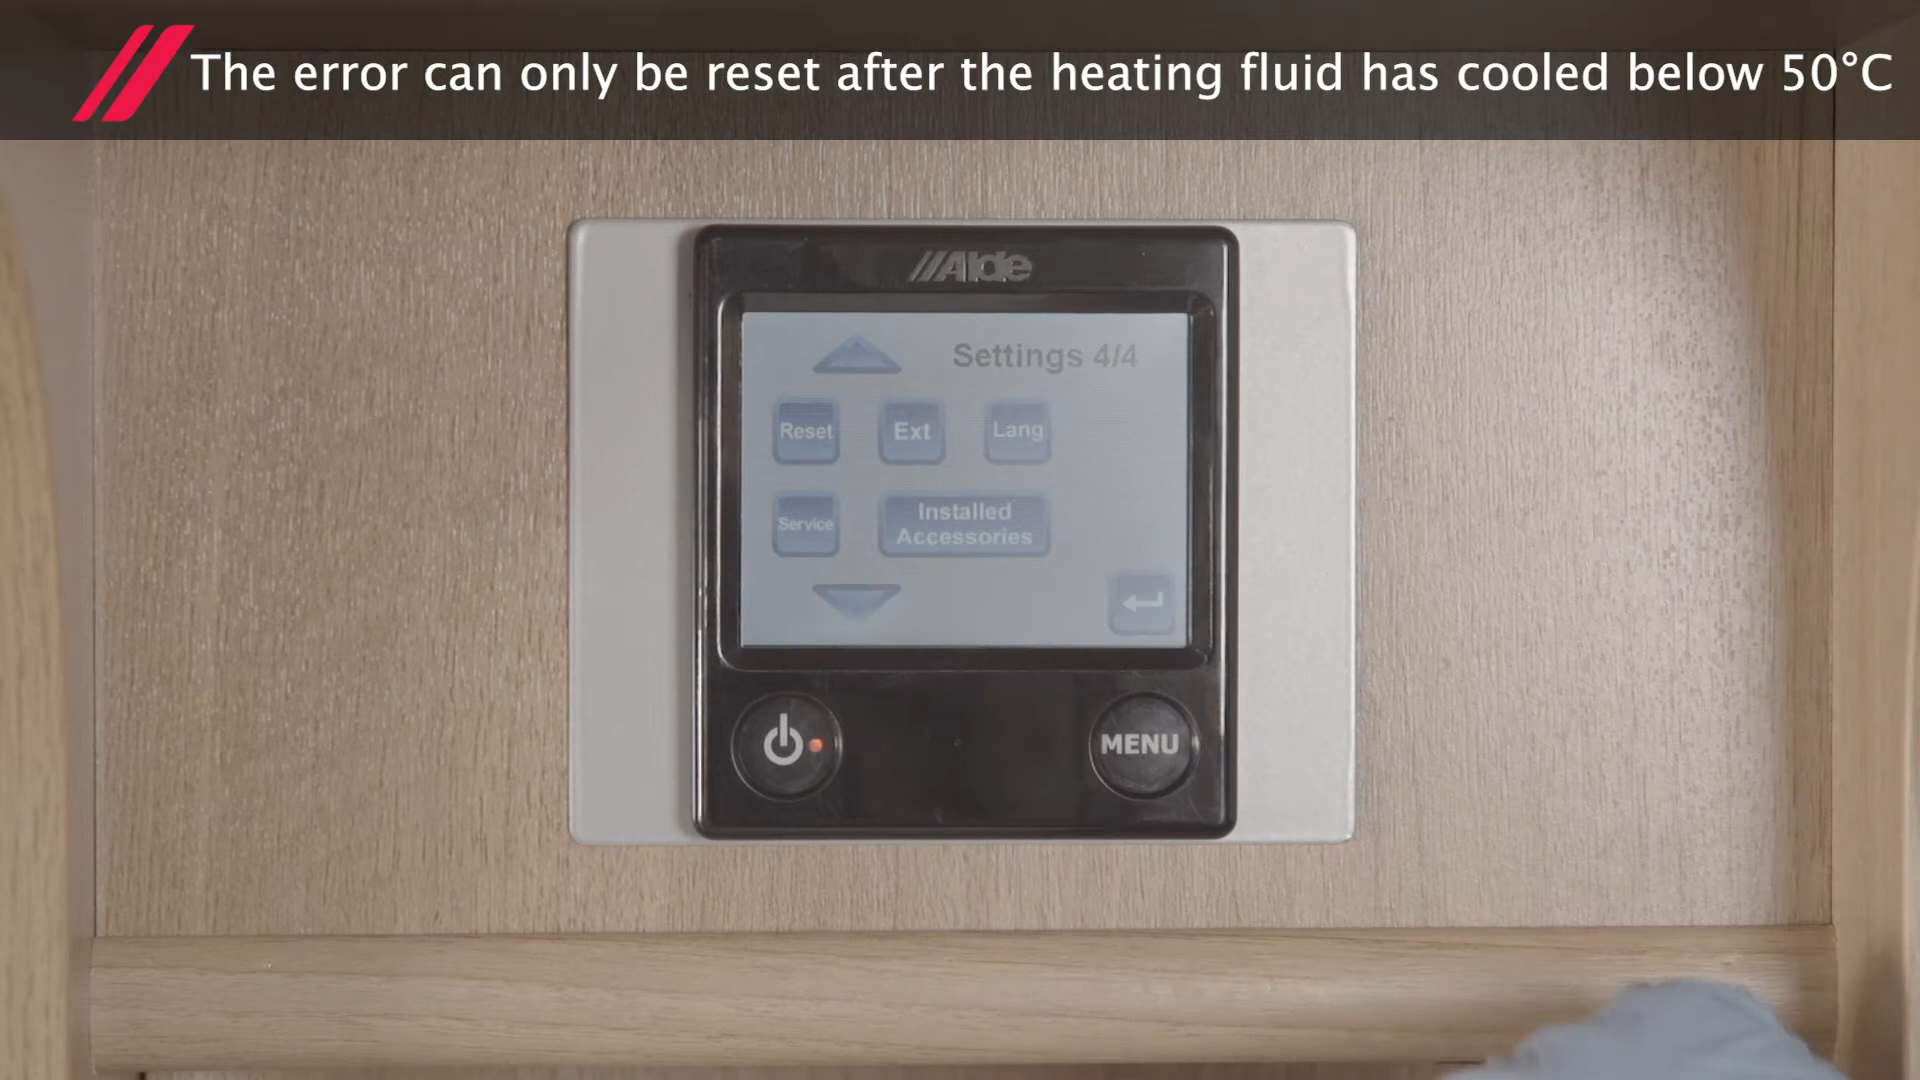 The error can only be reset after the heating fluid has cooled below 50°C
Alde
Settings 4/4
Reset Ext Lang
Service Installed
Accessories
MENU